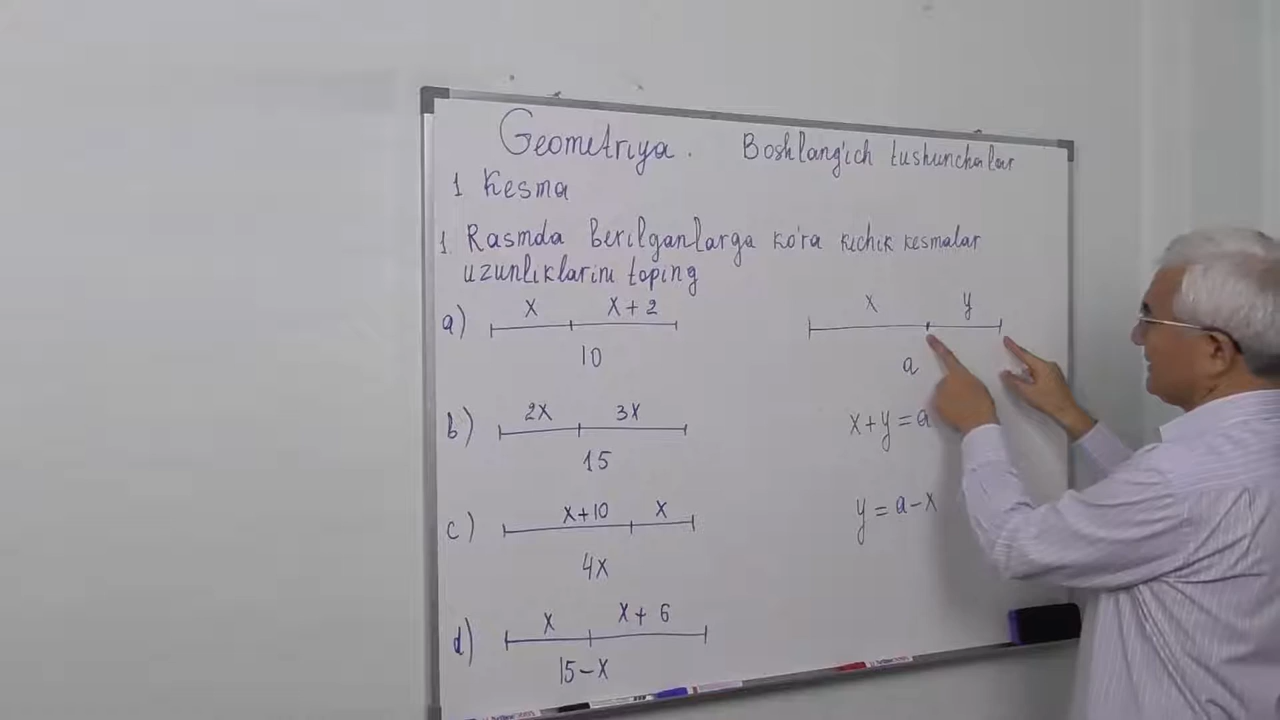 Geometriya. Boshlang'ich tushunchalar
1 Kesma
1. Rasmda berilganlarga ko'ra kichik kesmalar
uzunliklarini toping
a) x x + 2
10
b) 2x 3x
15
c) x+10 x
4x
d) x x + 6
15-x
x y
a
x+y=a
y=a-x